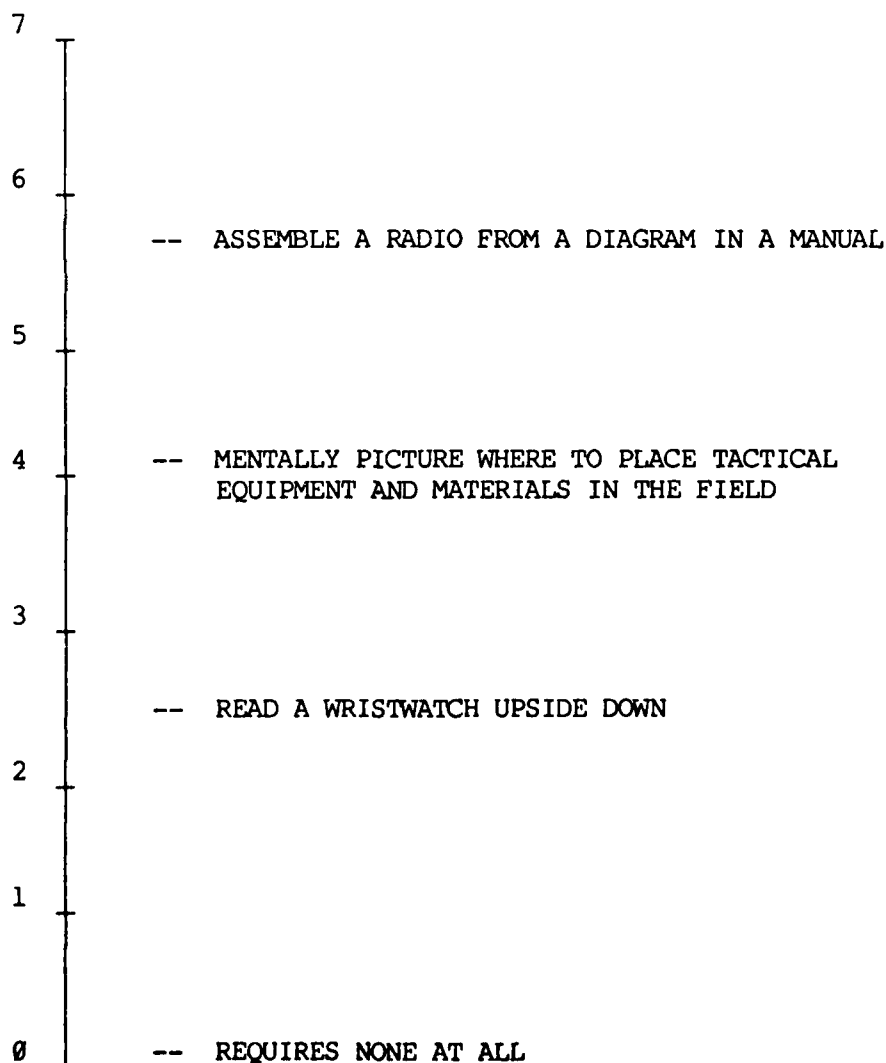 7
6
-- ASSEMBLE A RADIO FROM A DIAGRAM IN A MANUAL
5
4 -- MENTALLY PICTURE WHERE TO PLACE TACTICAL
EQUIPMENT AND MATERIALS IN THE FIELD
3
-- READ A WRISTWATCH UPSIDE DOWN
2
1
0 -- REQUIRES NONE AT ALL